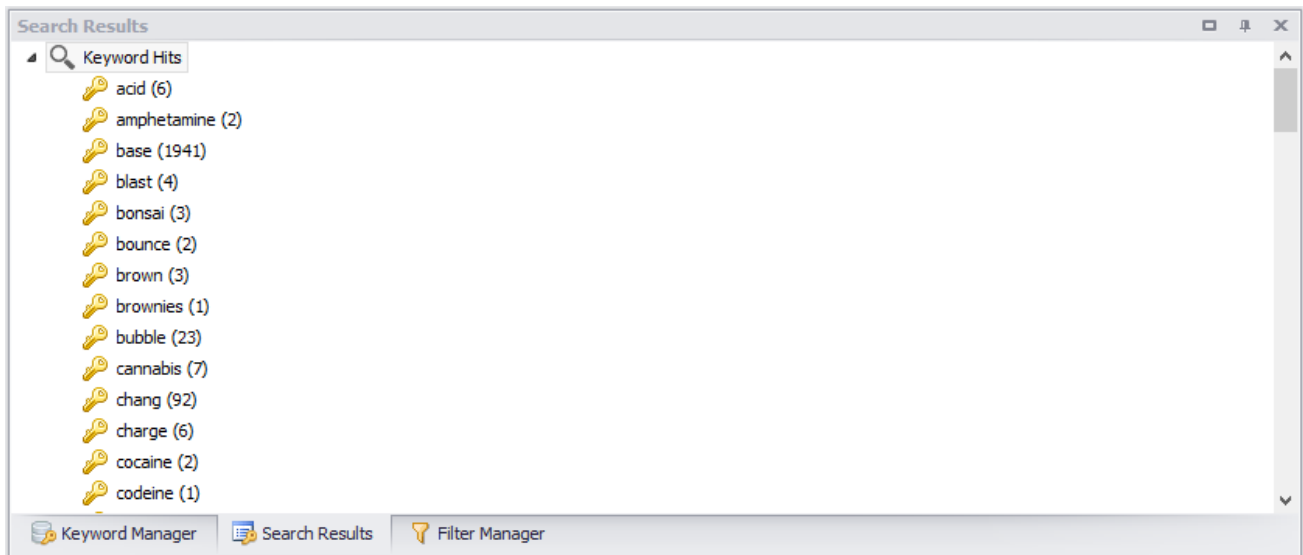 Search Results
Keyword Hits
acid (6)
amphetamine (2)
base (1941)
blast (4)
bonsai (3)
bounce (2)
brown (3)
brownies (1)
bubble (23)
cannabis (7)
chang (92)
charge (6)
cocaine (2)
codeine (1)
Keyword Manager Search Results Filter Manager